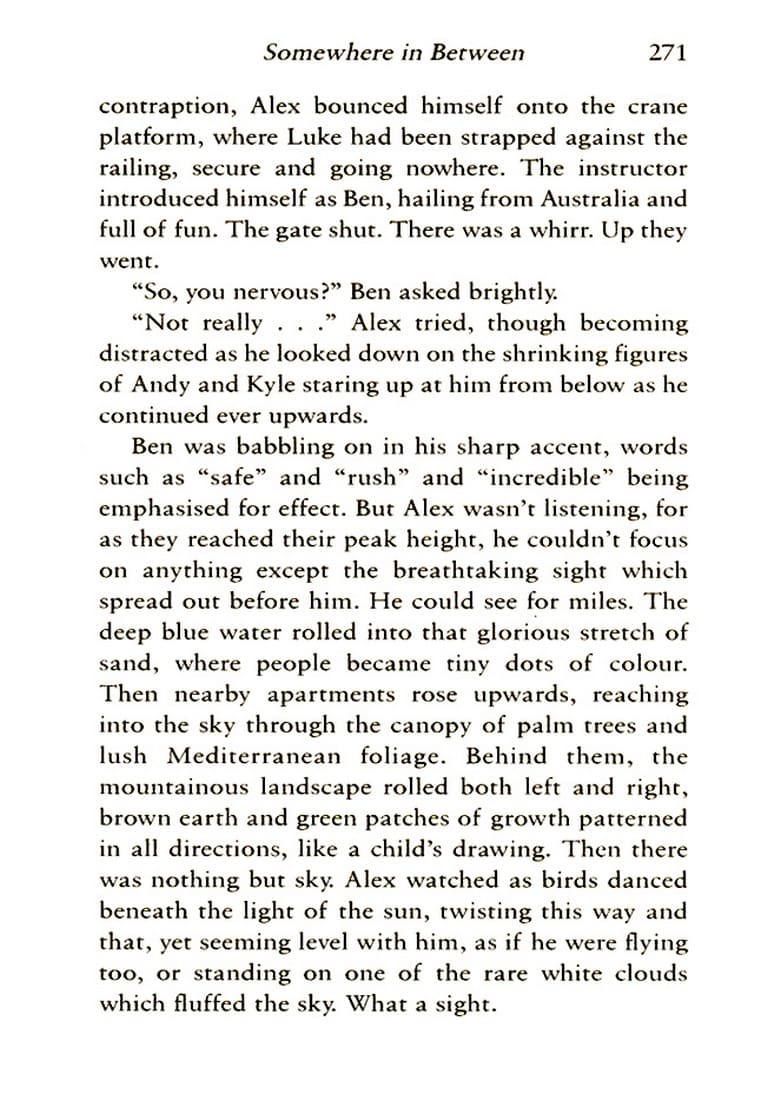 Somewhere in Between 271
contraption, Alex bounced himself onto the crane
platform, where Luke had been strapped against the
railing, secure and going nowhere. The instructor
introduced himself as Ben, hailing from Australia and
full of fun. The gate shut. There was a whirr. Up they
went.
“So, you nervous?” Ben asked brightly.
“Not really . . .” Alex tried, though becoming
distracted as he looked down on the shrinking figures
of Andy and Kyle staring up at him from below as he
continued ever upwards.
Ben was babbling on in his sharp accent, words
such as “safe” and “rush” and “incredible” being
emphasised for effect. But Alex wasn’t listening, for
as they reached their peak height, he couldn’t focus
on anything except the breathtaking sight which
spread out before him. He could see for miles. The
deep blue water rolled into that glorious stretch of
sand, where people became tiny dots of colour.
Then nearby apartments rose upwards, reaching
into the sky through the canopy of palm trees and
lush Mediterranean foliage. Behind them, the
mountainous landscape rolled both left and right,
brown earth and green patches of growth patterned
in all directions, like a child’s drawing. Then there
was nothing but sky. Alex watched as birds danced
beneath the light of the sun, twisting this way and
that, yet seeming level with him, as if he were flying
too, or standing on one of the rare white clouds
which fluffed the sky. What a sight.